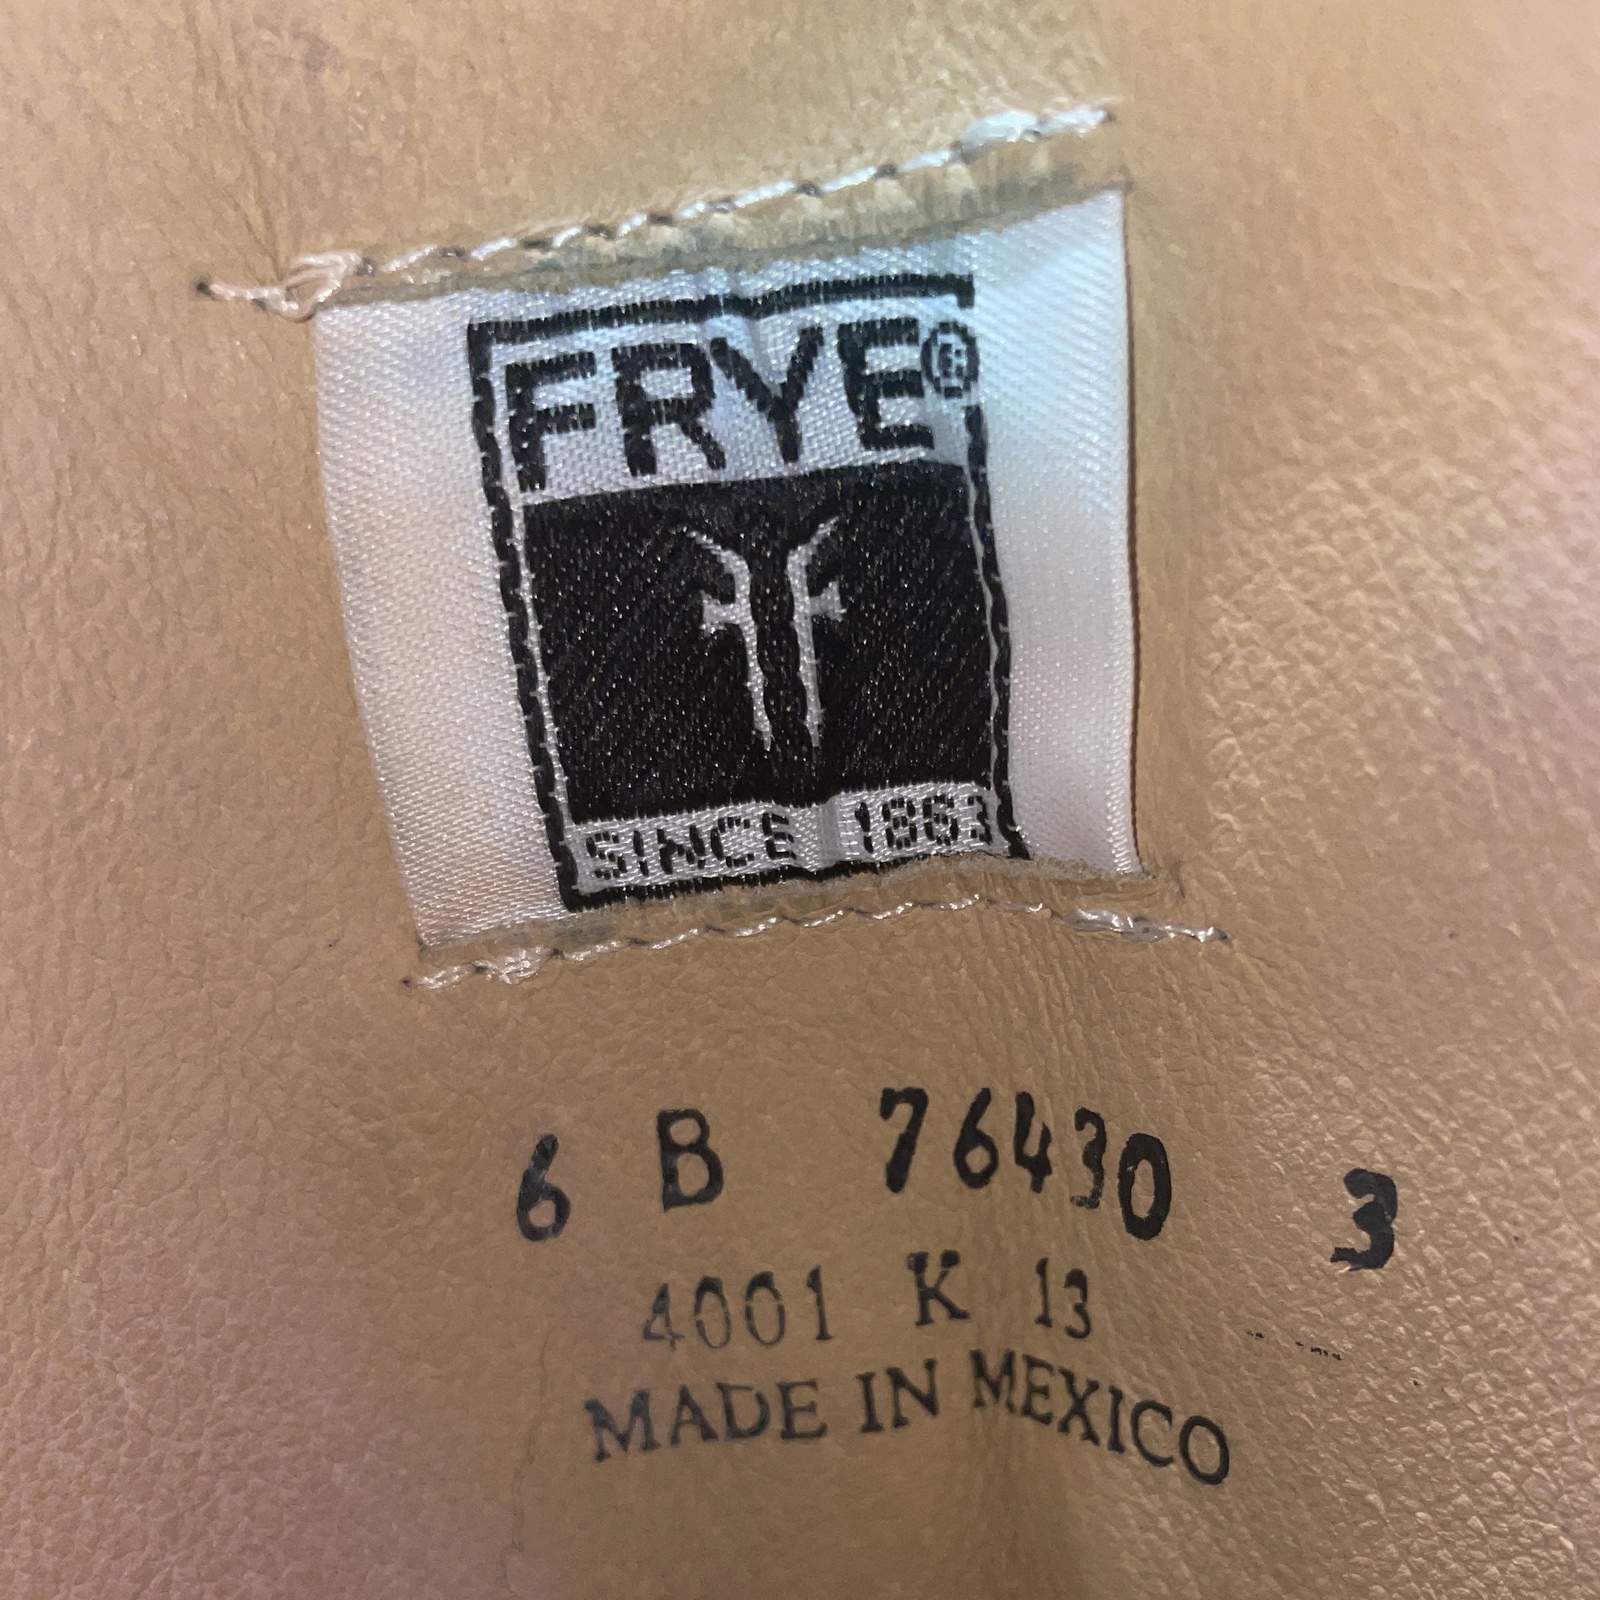 FRYE®
SINCE 1863
6 B 76430 3
4001 K 13
MADE IN MEXICO